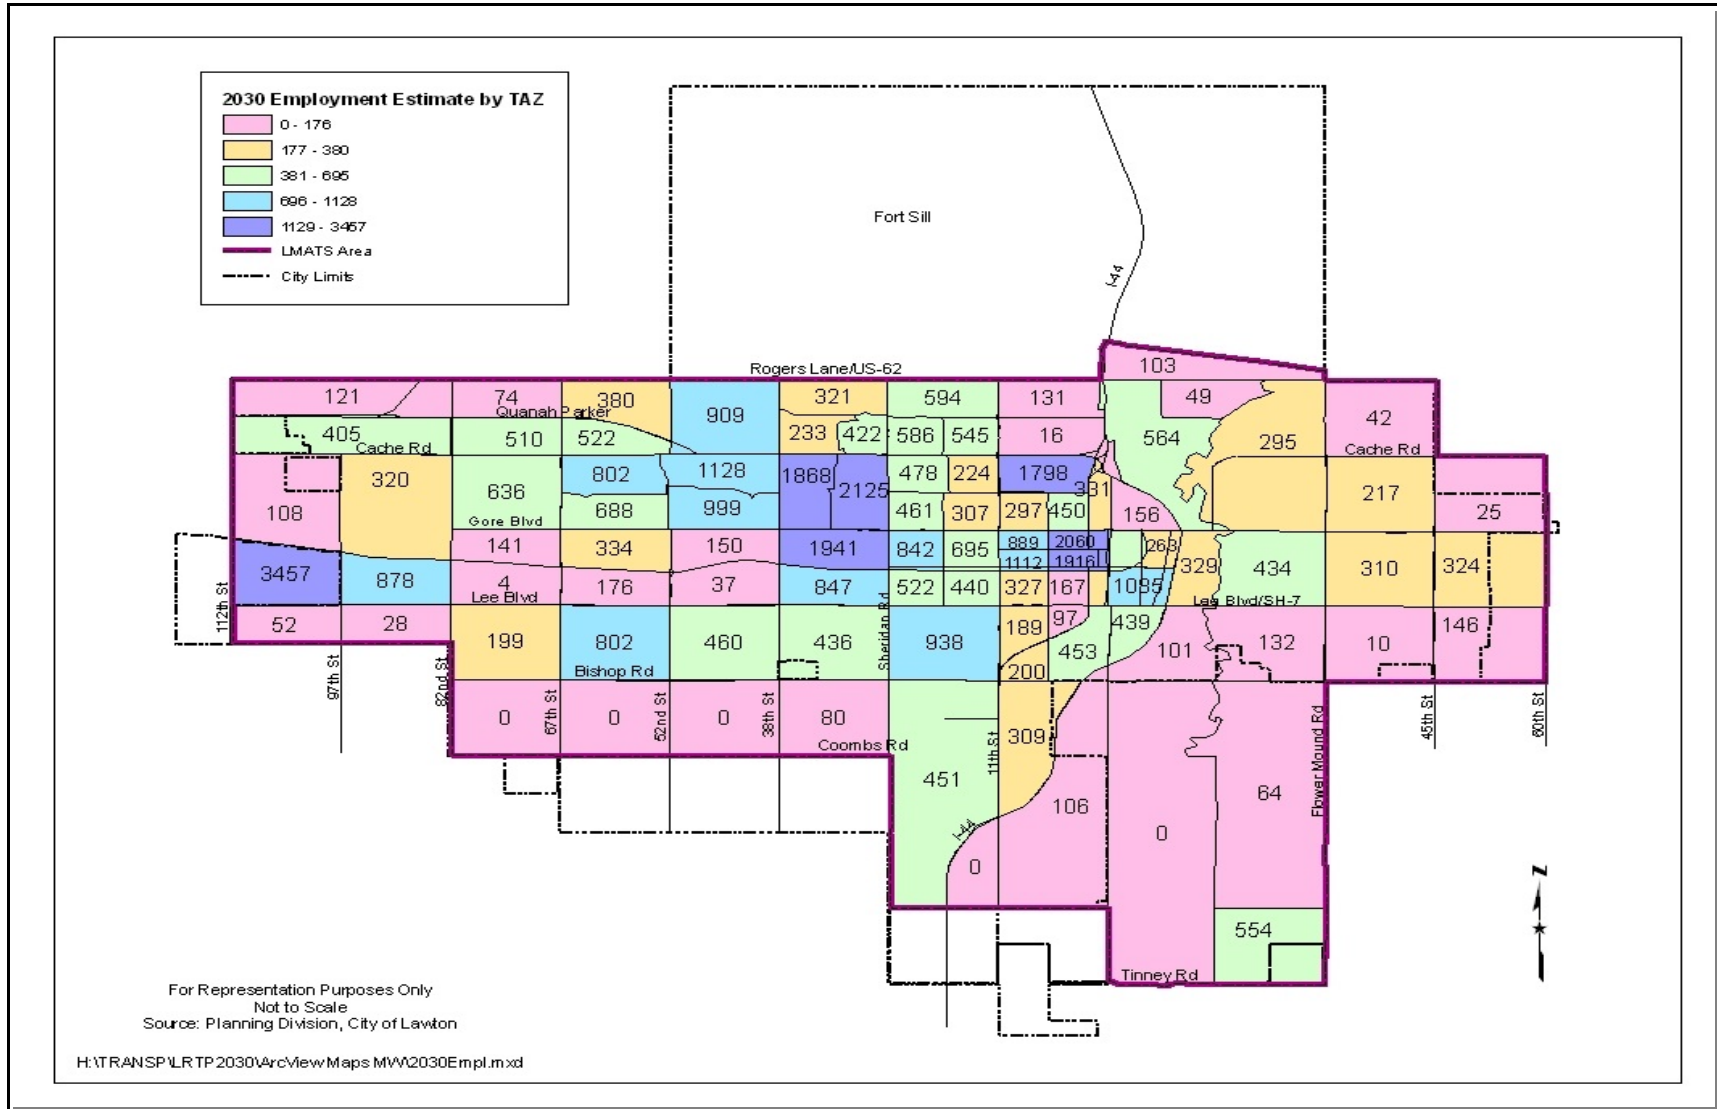 2030 Employment Estimate by TAZ
0 - 176
177 - 380
381 - 695
696 - 1128
1129 - 3457
LMATS Area
City Limits
Fort Sill
I-44
Rogers Lane/US-62
103
121
74
380
909
321
594
131
49
42
Quanah Parker
405
510
522
233
422
586
545
16
564
295
Cache Rd
Cache Rd
320
636
802
1128
1868
2125
478
224
1798
331
217
108
688
999
461
307
297
450
156
25
Gore Blvd
141
334
150
1941
842
695
889
2060
263
1112
1916
3457
878
4
176
37
847
522
440
327
167
1085
329
434
310
324
Lee Blvd
Lee Blvd/SH-7
112th St
52
28
199
802
460
436
Sheridan Rd
938
189
97
439
453
101
132
10
146
Bishop Rd
200
97th St
82nd St
0
67th St
0
52nd St
0
38th St
80
Coombs Rd
11th St
309
Flower Mound Rd
45th St
60th St
451
106
64
0
I-44
0
554
Tinney Rd
N
For Representation Purposes Only
Not to Scale
Source: Planning Division, City of Lawton
H:\TRANSP\LRTP2030\ArcView Maps MW\2030Empl.mxd